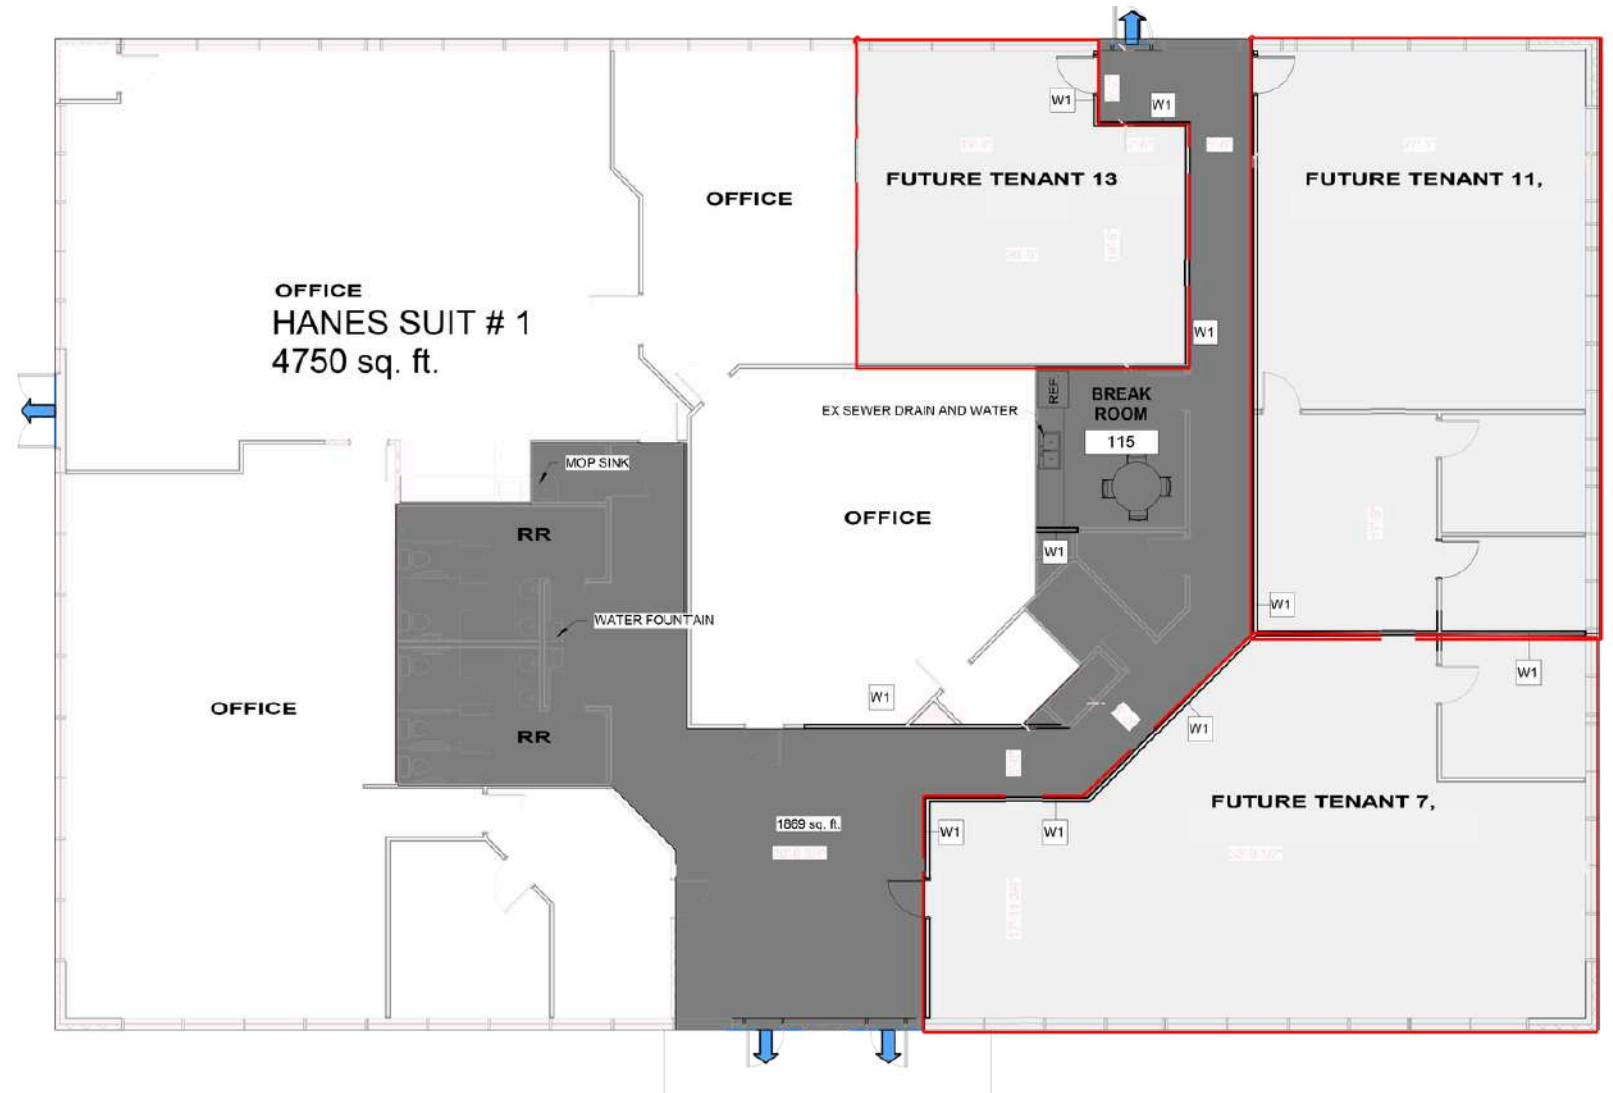 W1
W1
FUTURE TENANT 13
FUTURE TENANT 11,
OFFICE
OFFICE
HANES SUIT # 1
4750 sq. ft.
W1
REF.
BREAK
ROOM
115
EX SEWER DRAIN AND WATER
MOP SINK
OFFICE
RR
W1
W1
WATER FOUNTAIN
W1
W1
OFFICE
RR
W1
FUTURE TENANT 7,
1869 sq. ft.
W1
W1